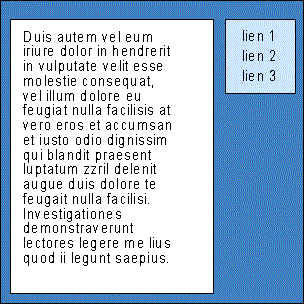 Duis autem vel eum
iriure dolor in hendrerit
in vulputate velit esse
molestie consequat,
vel illum dolore eu
feugiat nulla facilisis at
vero eros et accumsan
et iusto odio dignissim
qui blandit praesent
luptatum zzril delenit
augue duis dolore te
feugait nulla facilisi.
Investigationes
demonstraverunt
lectores legere me lius
quod ii legunt saepius.
lien 1
lien 2
lien 3